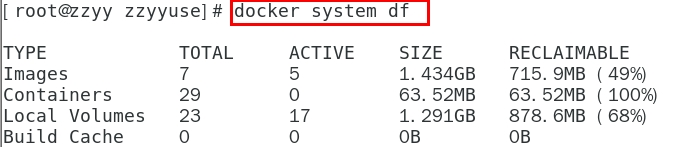 [ root@zzyy zzyyuse] # docker system df
TYPE TOTAL ACTIVE SIZE RECLAIMABLE
Images 7 5 1. 434GB 715. 9MB ( 49%)
Containers 29 0 63. 52MB 63. 52MB ( 100%)
Local Volumes 23 17 1. 291GB 878. 6MB ( 68%)
Build Cache 0 0 0B 0B